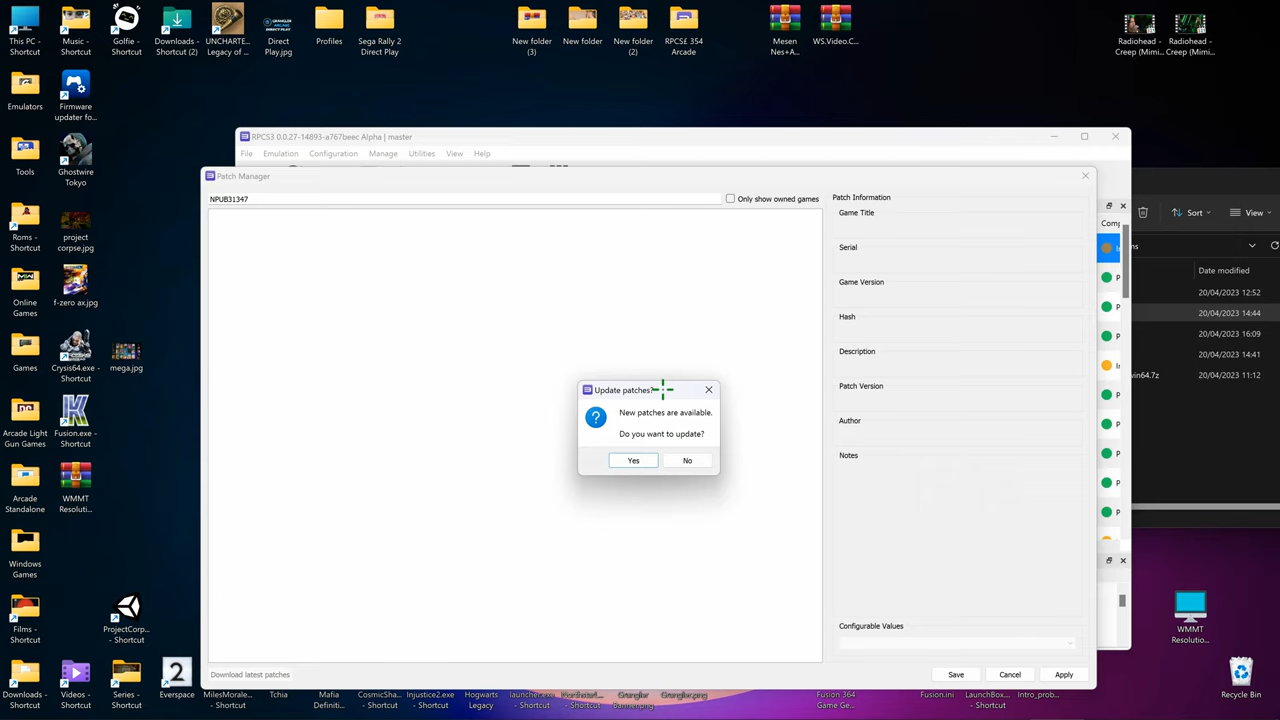 This PC -
Shortcut
Music -
Shortcut
Golfie -
Shortcut
Downloads -
Shortcut (2)
UNCHARTE...
Legacy of ...
Direct
Play.jpg
Profiles
Sega Rally 2
Direct Play
New folder
(3)
New folder
New folder
(2)
RPCS£ 354
Arcade
Mesen
Nes+A...
WS.Video.C...
Radiohead -
Creep (Mimi...
Radiohead -
Creep (Mimi...
Emulators
Firmware
updater fo...
Tools
Ghostwire
Tokyo
Roms -
Shortcut
project
corpse.jpg
Online
Games
f-zero ax.jpg
Games
Crysis64.exe -
Shortcut
mega.jpg
Arcade Light
Gun Games
Fusion.exe -
Shortcut
Arcade
Standalone
WMMT
Resoluti...
Windows
Games
Films -
Shortcut
ProjectCorp...
- Shortcut
Downloads -
Shortcut
Videos -
Shortcut
Series -
Shortcut
2
Everspace
RPCS3 0.0.27-14893-a767beec Alpha | master
File Emulation Configuration Manage Utilities View Help
Patch Manager
NPUB31347
Only show owned games
Patch Information
Game Title
Serial
Game Version
Hash
Description
Patch Version
Author
Notes
Configurable Values
Update patches?
New patches are available.
Do you want to update?
Yes No
Download latest patches
Save Cancel Apply
Sort View
Date modified
20/04/2023 12:52
20/04/2023 14:44
20/04/2023 16:09
20/04/2023 14:41
win64.7z 20/04/2023 11:12
MilesMorale...
- Shortcut
Tchia
Mafia
Definiti...
CosmicSha...
- Shortcut
Injustice2.exe
- Shortcut
Hogwarts
Legacy
launcher.exe
- Shortcut
Shortcut
Grangler
Banner.png
Grangler.png
Fusion 364
Game Ge...
Fusion.ini
LaunchBox....
- Shortcut
Intro_prob...
WMMT
Resolutio...
Recycle Bin